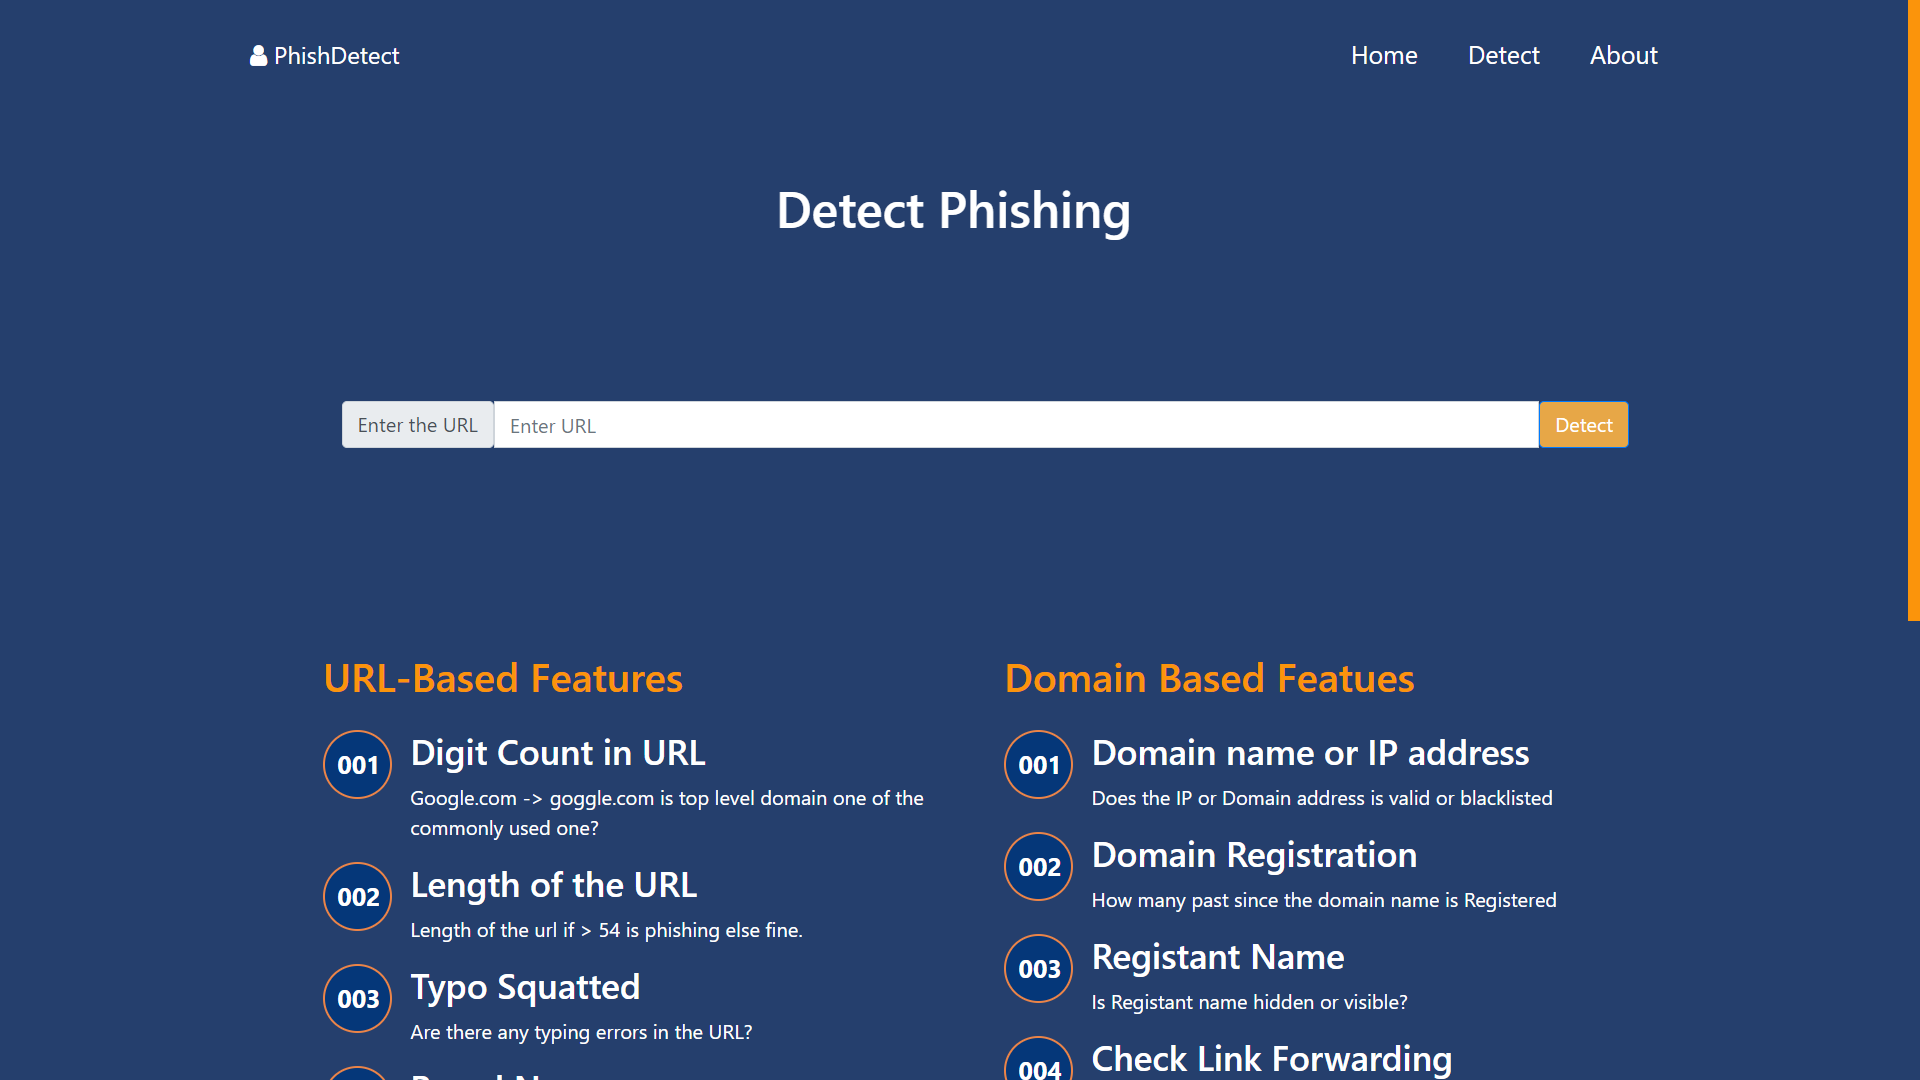 PhishDetect
Home
Detect
About
Detect Phishing
Enter the URL
Enter URL
Detect
URL-Based Features
001
Digit Count in URL
Google.com -> goggle.com is top level domain one of the
commonly used one?
002
Length of the URL
Length of the url if > 54 is phishing else fine.
003
Typo Squatted
Are there any typing errors in the URL?
Domain Based Featues
001
Domain name or IP address
Does the IP or Domain address is valid or blacklisted
002
Domain Registration
How many past since the domain name is Registered
003
Registant Name
Is Registant name hidden or visible?
004
Check Link Forwarding